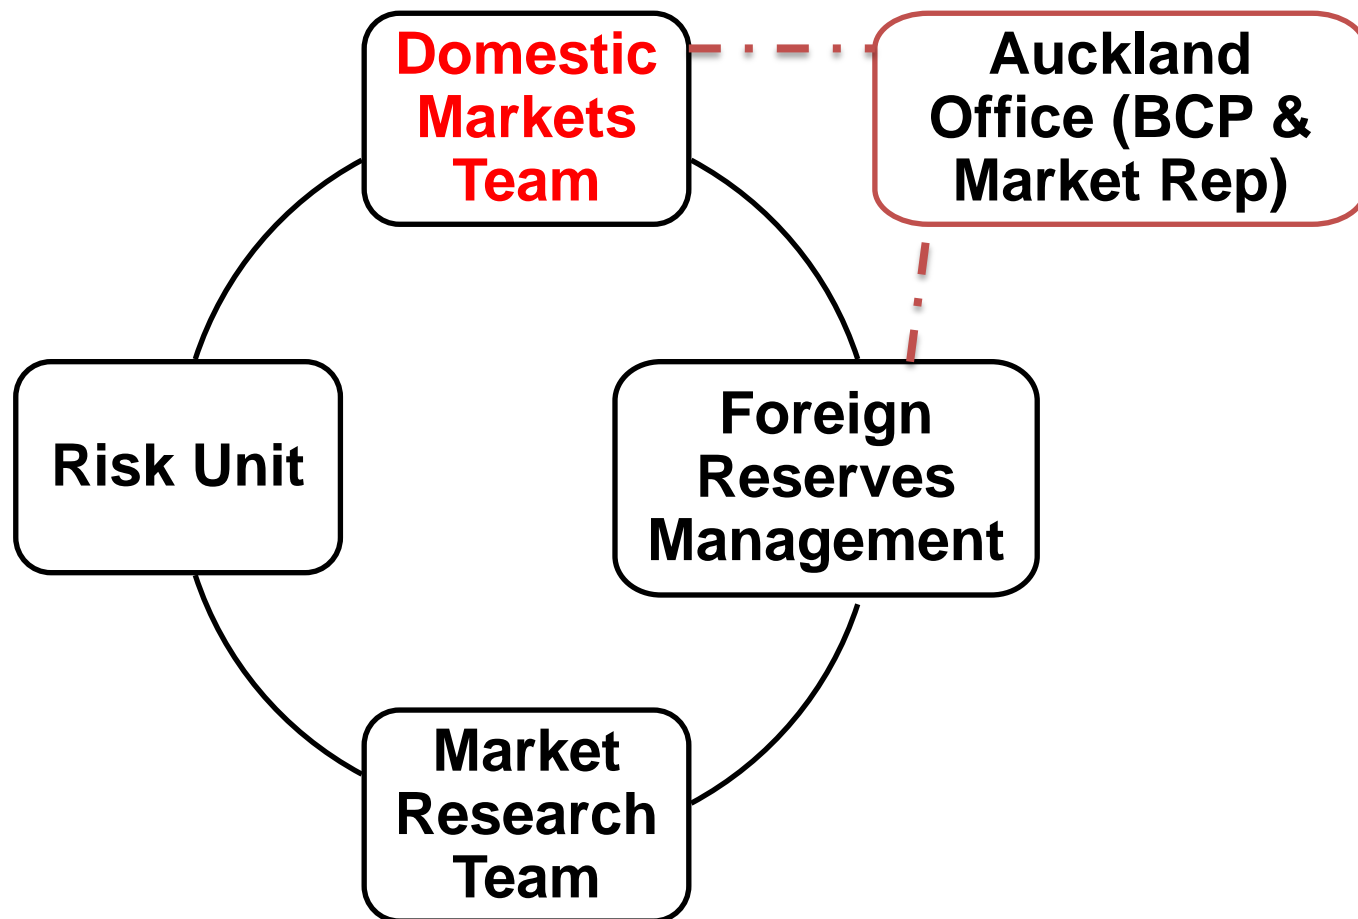 Domestic
Markets
Team
Auckland
Office (BCP &
Market Rep)
Risk Unit
Foreign
Reserves
Management
Market
Research
Team